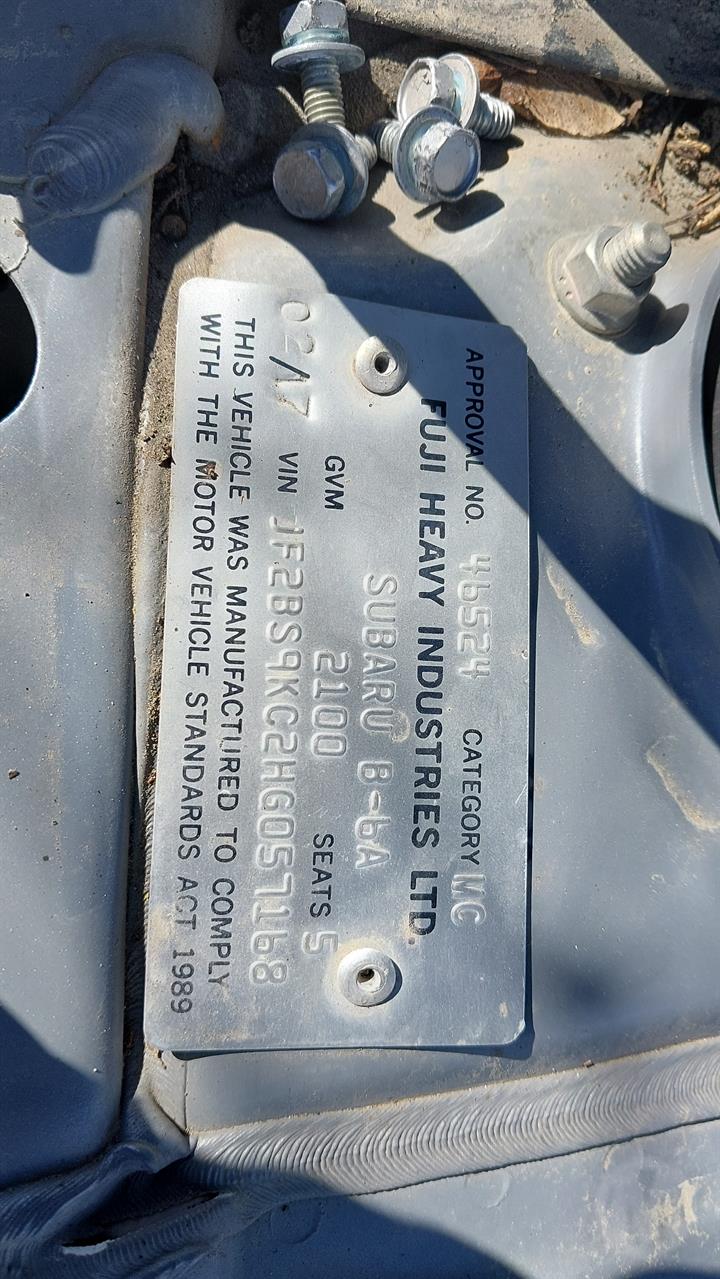 APPROVAL NO. 46524 CATEGORY MC
FUJI HEAVY INDUSTRIES LTD.
SUBARU B-6A
GVM 2100 SEATS 5
02/17 VIN JF2BS9KC2HG057168
THIS VEHICLE WAS MANUFACTURED TO COMPLY
WITH THE MOTOR VEHICLE STANDARDS ACT 1989